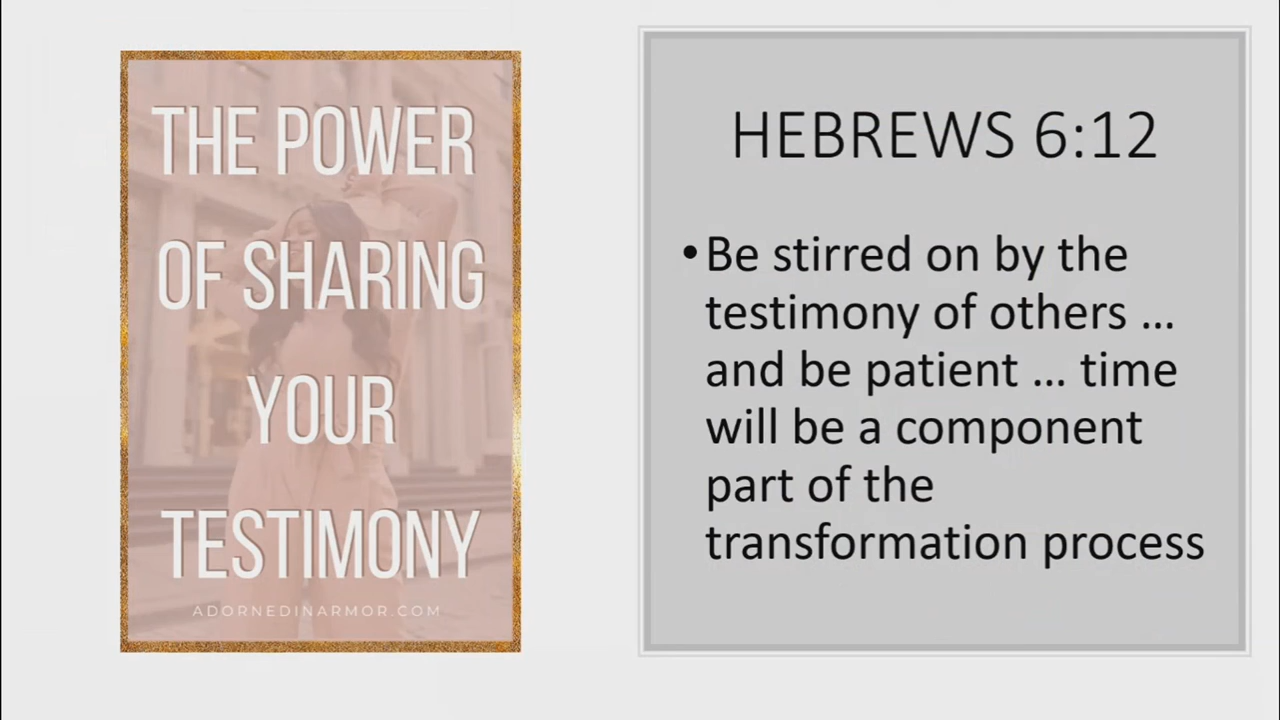 THE POWER
OF SHARING
YOUR
TESTIMONY
ADORNEDINARMOR.COM
HEBREWS 6:12
•Be stirred on by the
testimony of others ...
and be patient ... time
will be a component
part of the
transformation process